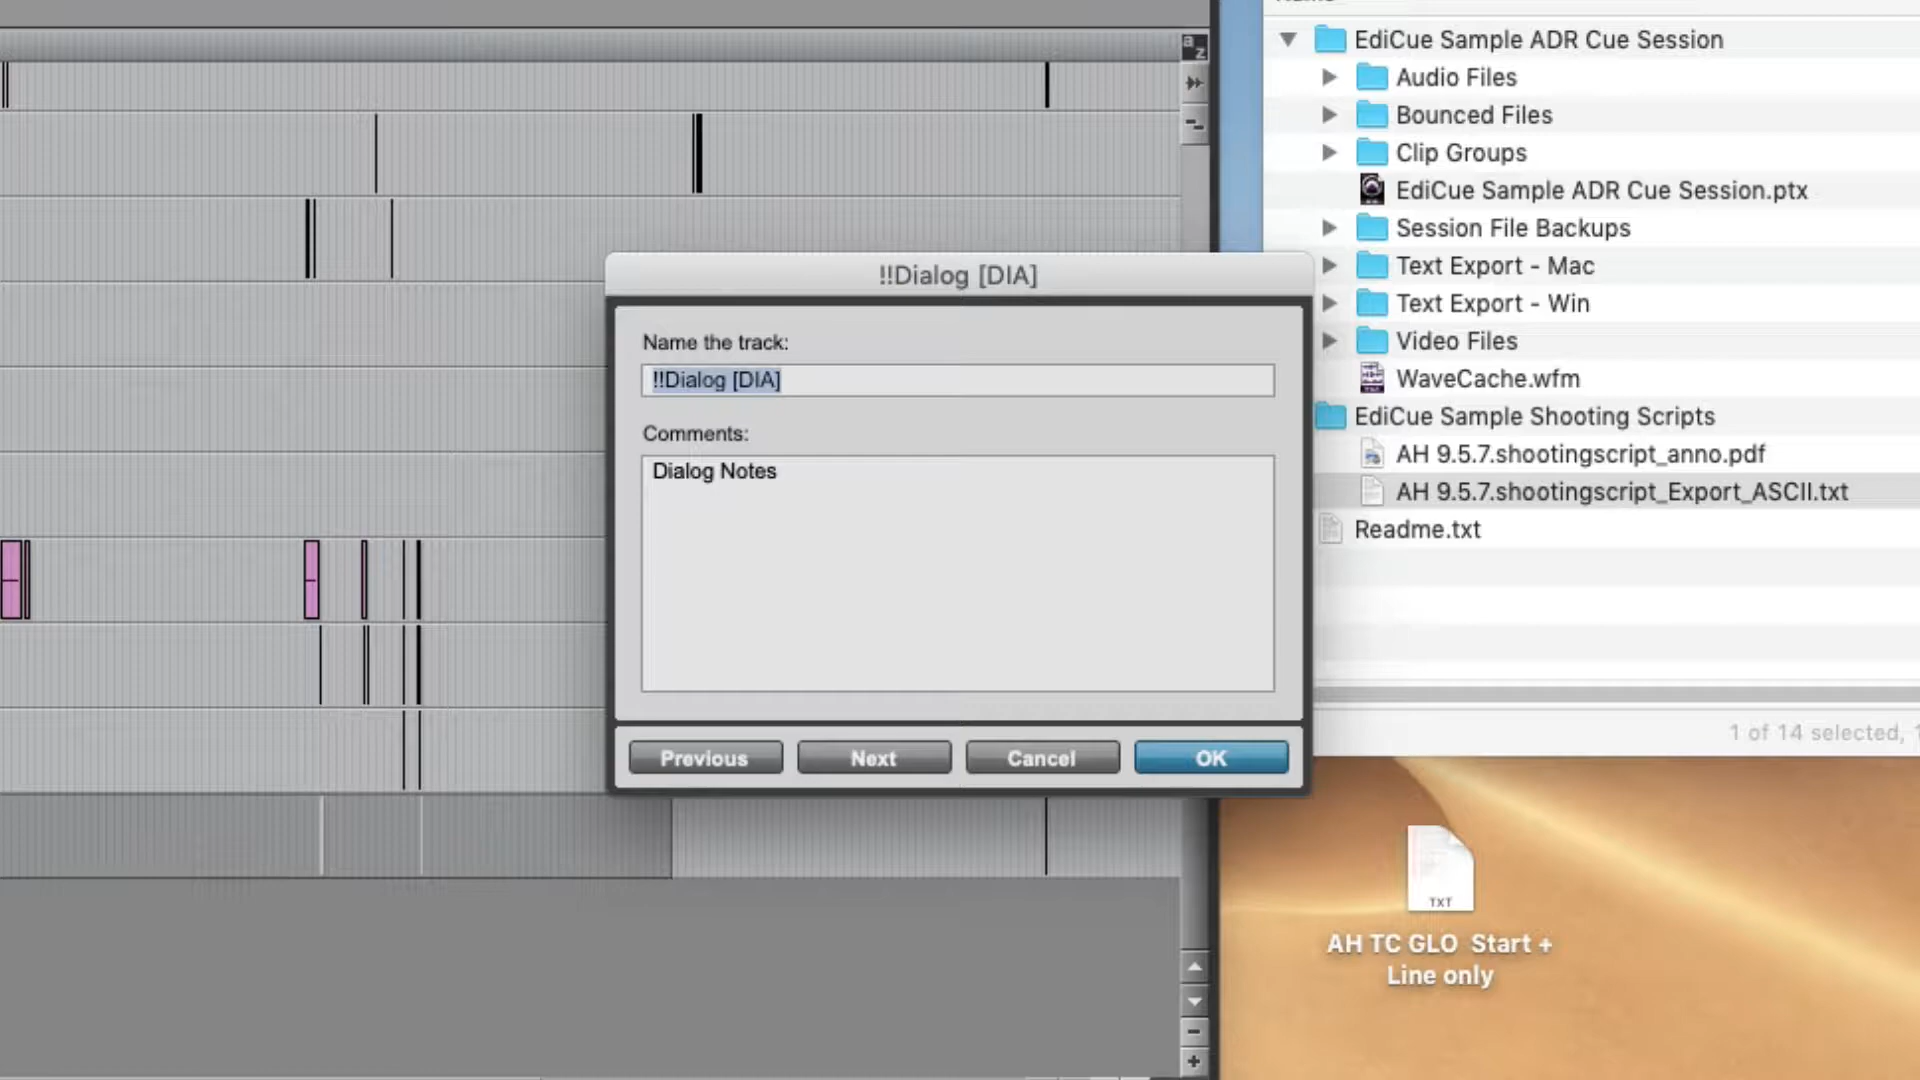 a z
EdiCue Sample ADR Cue Session
Audio Files
Bounced Files
Clip Groups
EdiCue Sample ADR Cue Session.ptx
Session File Backups
Text Export - Mac
Text Export - Win
Video Files
WaveCache.wfm
EdiCue Sample Shooting Scripts
AH 9.5.7.shootingscript_anno.pdf
AH 9.5.7.shootingscript_Export_ASCII.txt
Readme.txt
1 of 14 selected,
!!Dialog [DIA]
Name the track:
!!Dialog [DIA]
Comments:
Dialog Notes
Previous
Next
Cancel
OK
TXT
AH TC GLO  Start +
Line only